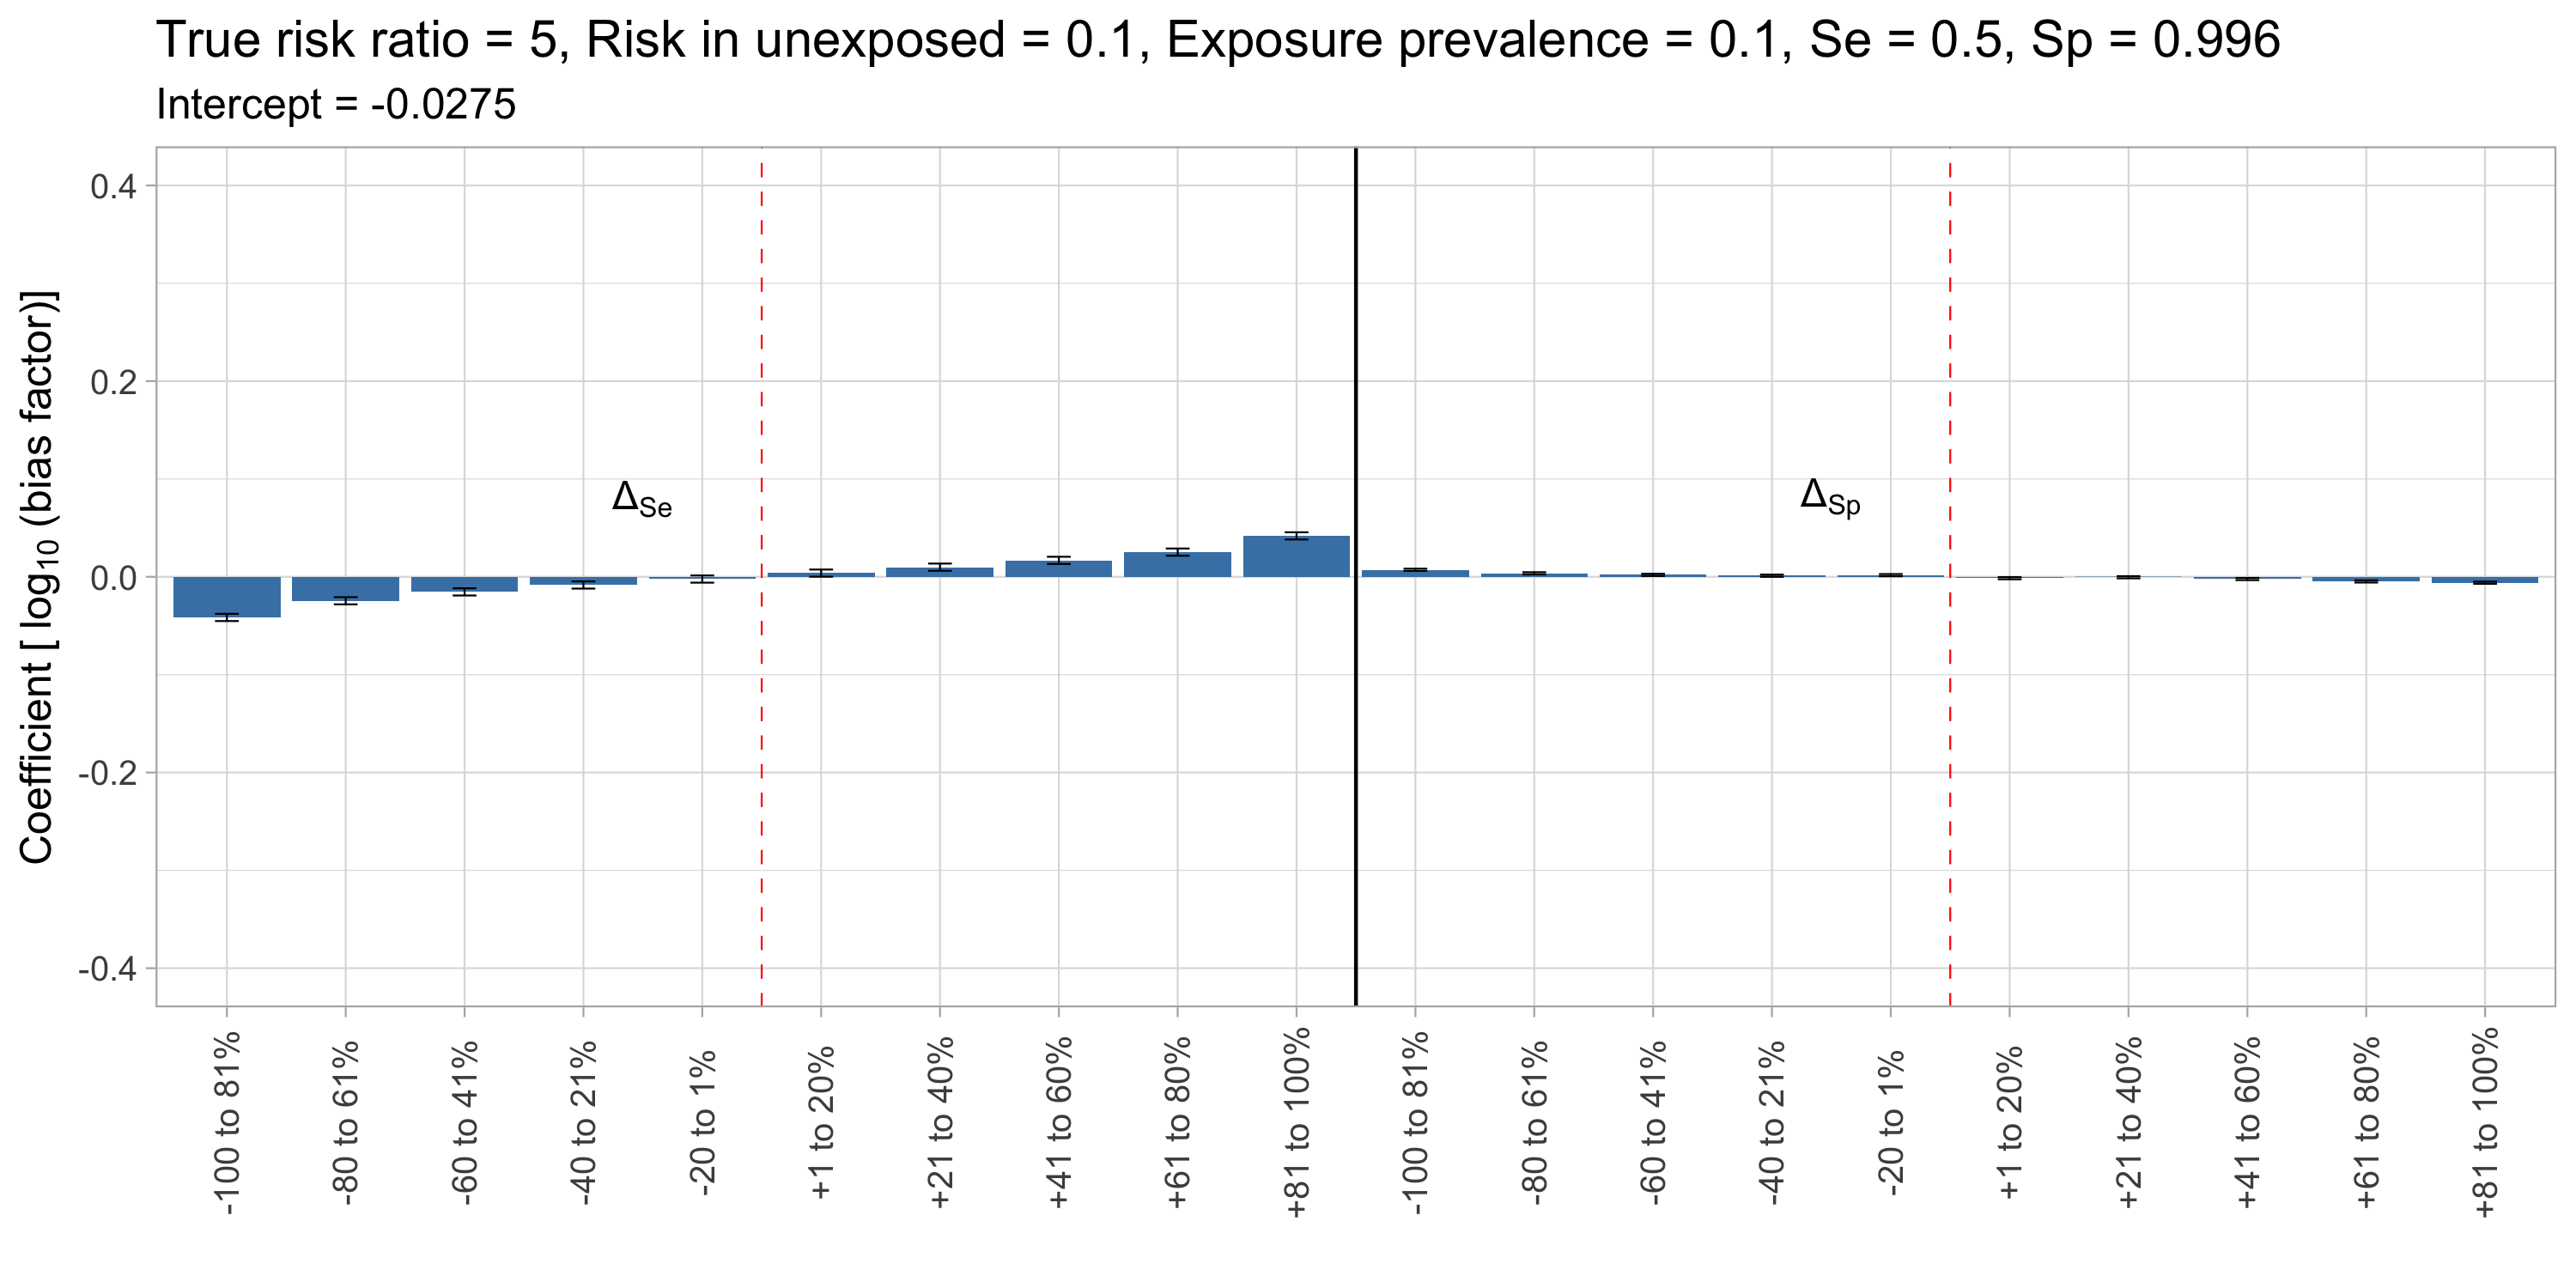 True risk ratio = 5, Risk in unexposed = 0.1, Exposure prevalence = 0.1, Se = 0.5, Sp = 0.996
Intercept = -0.0275
Coefficient [ log10 (bias factor)]
0.4
0.2
0.0
-0.2
-0.4
ΔSe
ΔSp
-100 to 81%
-80 to 61%
-60 to 41%
-40 to 21%
-20 to 1%
+1 to 20%
+21 to 40%
+41 to 60%
+61 to 80%
+81 to 100%
-100 to 81%
-80 to 61%
-60 to 41%
-40 to 21%
-20 to 1%
+1 to 20%
+21 to 40%
+41 to 60%
+61 to 80%
+81 to 100%